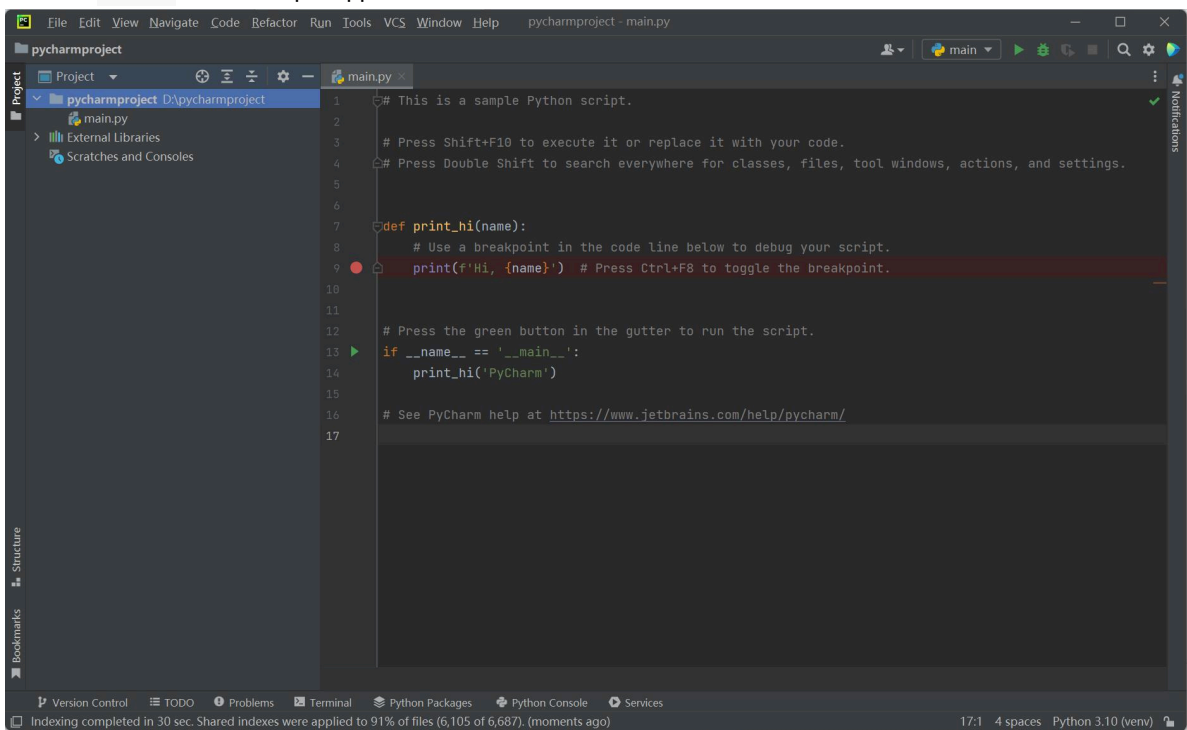 File Edit View Navigate Code Refactor Run Tools VCS Window Help pycharmproject - main.py
pycharmproject
main
Project
main.py
Project
pycharmproject D:\pycharmproject
main.py
External Libraries
Scratches and Consoles
1 # This is a sample Python script.
2
3 # Press Shift+F10 to execute it or replace it with your code.
4 # Press Double Shift to search everywhere for classes, files, tool windows, actions, and settings.
5
6
7 def print_hi(name):
8 # Use a breakpoint in the code line below to debug your script.
9 print(f'Hi, {name}') # Press Ctrl+F8 to toggle the breakpoint.
10
11
12 # Press the green button in the gutter to run the script.
13 if __name__ == '__main__':
14 print_hi('PyCharm')
15
16 # See PyCharm help at https://www.jetbrains.com/help/pycharm/
17
Notifications
Structure
Bookmarks
Version Control TODO Problems Terminal Python Packages Python Console Services
Indexing completed in 30 sec. Shared indexes were applied to 91% of files (6,105 of 6,687). (moments ago) 17:1 4 spaces Python 3.10 (venv)